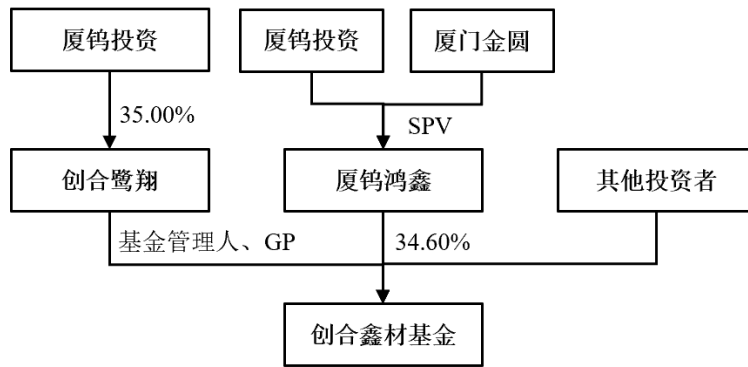 厦钨投资
厦钨投资
厦门金圆
35.00%
SPV
创合鹭翔
厦钨鸿鑫
其他投资者
基金管理人、GP
34.60%
创合鑫材基金